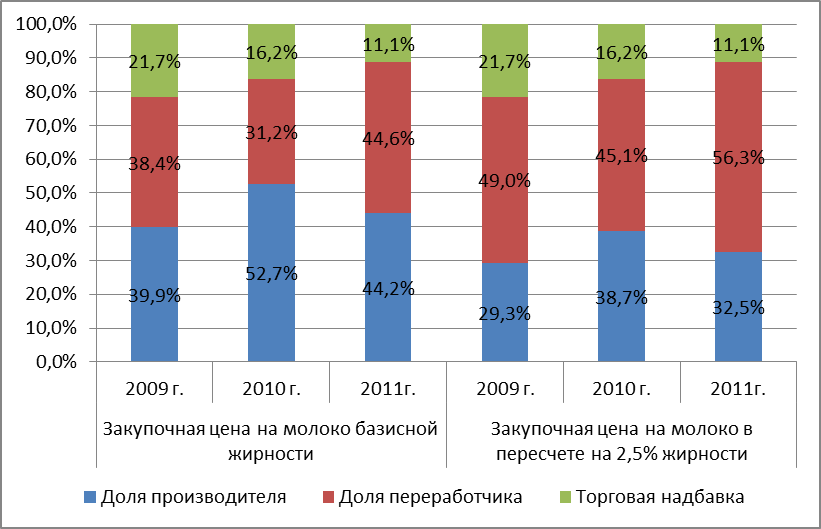 100,0%
90,0%
80,0%
70,0%
60,0%
50,0%
40,0%
30,0%
20,0%
10,0%
0,0%
21,7% 16,2% 11,1% 21,7% 16,2% 11,1%
38,4% 31,2% 44,6% 49,0% 45,1% 56,3%
39,9% 52,7% 44,2% 29,3% 38,7% 32,5%
2009 г. 2010 г. 2011г. 2009 г. 2010 г. 2011г.
Закупочная цена на молоко базисной
жирности
Закупочная цена на молоко в
пересчете на 2,5% жирности
Доля производителя Доля переработчика Торговая надбавка